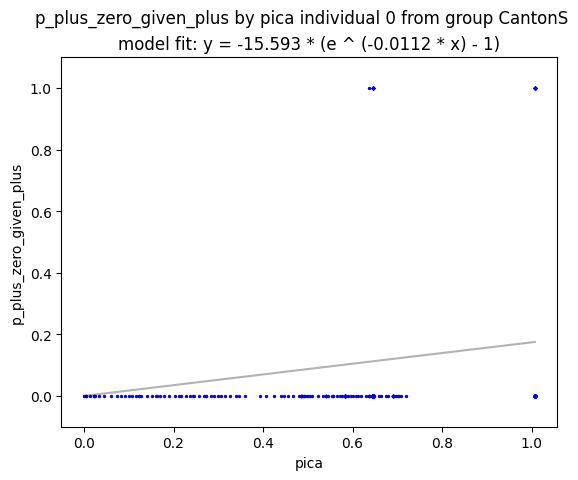 p_plus_zero_given_plus by pica individual 0 from group CantonS
model fit: y = -15.593 * (e ^ (-0.0112 * x) - 1)
1.0
0.8
0.6
0.4
0.2
0.0
p_plus_zero_given_plus
0.0 0.2 0.4 0.6 0.8 1.0
pica